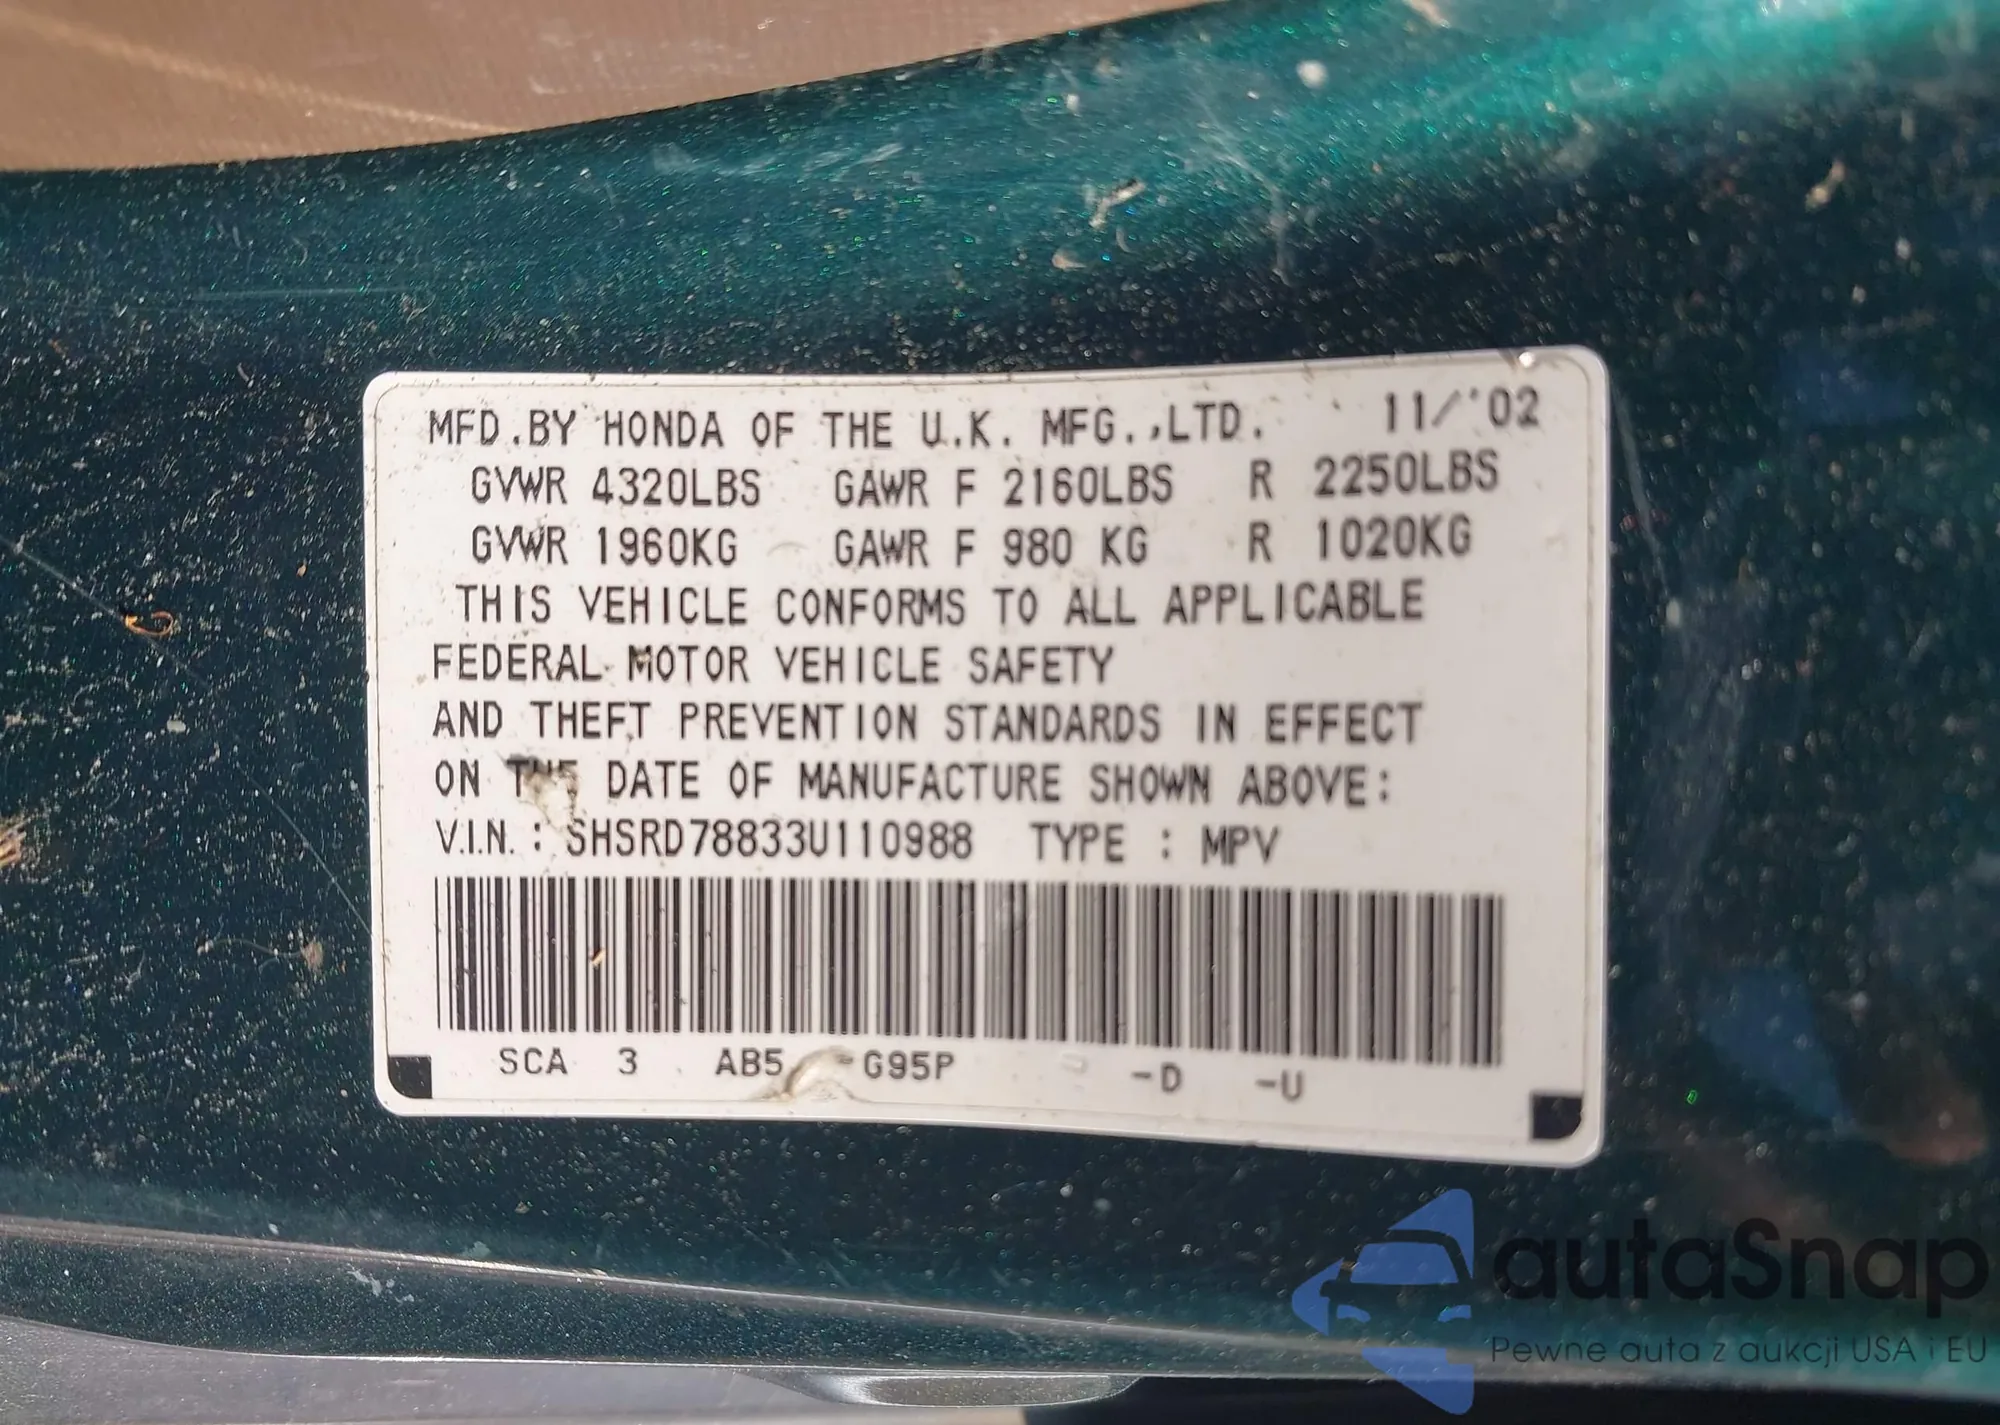 MFD.BY HONDA OF THE U.K. MFG.,LTD. 11/'02
GVWR 4320LBS GAWR F 2160LBS R 2250LBS
GVWR 1960KG GAWR F 980 KG R 1020KG
THIS VEHICLE CONFORMS TO ALL APPLICABLE
FEDERAL MOTOR VEHICLE SAFETY
AND THEFT PREVENTION STANDARDS IN EFFECT
ON THE DATE OF MANUFACTURE SHOWN ABOVE:
V.I.N. : SHSRD78833U110988 TYPE : MPV
SCA 3 AB5 -G95P -D -U
autaSnap
Pewne auta z aukcji USA i EU